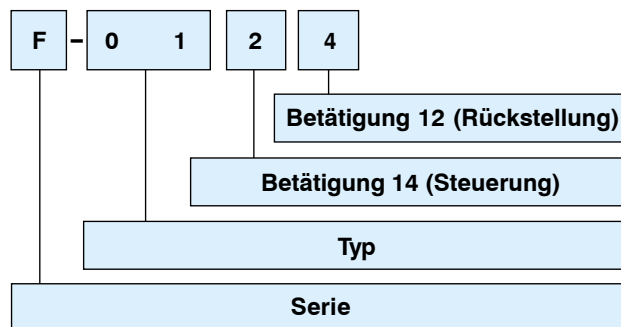 F - 0 1 2 4
Betätigung 12 (Rückstellung)
Betätigung 14 (Steuerung)
Typ
Serie